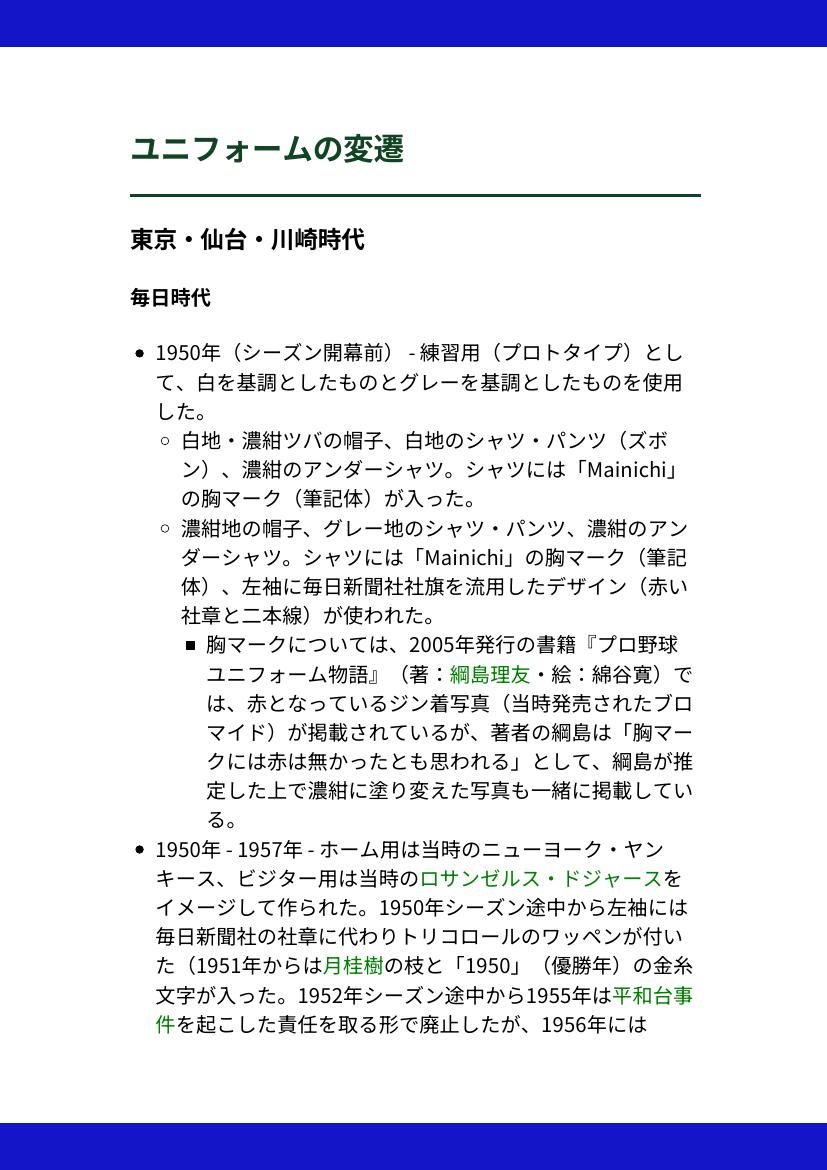 ユニフォームの変遷
東京・仙台・川崎時代
毎日時代
1950年（シーズン開幕前） - 練習用（プロトタイプ）とし
て、白を基調としたものとグレーを基調としたものを使用
した。
白地・濃紺ツバの帽子、白地のシャツ・パンツ（ズボ
ン）、濃紺のアンダーシャツ。シャツには「Mainichi」
の胸マーク（筆記体）が入った。
濃紺地の帽子、グレー地のシャツ・パンツ、濃紺のアン
ダーシャツ。シャツには「Mainichi」の胸マーク（筆記
体）、左袖に毎日新聞社社旗を流用したデザイン（赤い
社章と二本線）が使われた。
胸マークについては、2005年発行の書籍『プロ野球
ユニフォーム物語』（著：綱島理友・絵：綿谷寛）で
は、赤となっているジン着写真（当時発売されたブロ
マイド）が掲載されているが、著者の綱島は「胸マー
クには赤は無かったとも思われる」として、綱島が推
定した上で濃紺に塗り変えた写真も一緒に掲載してい
る。
1950年 - 1957年 - ホーム用は当時のニューヨーク・ヤン
キース、ビジター用は当時のロサンゼルス・ドジャースを
イメージして作られた。1950年シーズン途中から左袖には
毎日新聞社の社章に代わりトリコロールのワッペンが付い
た（1951年からは月桂樹の枝と「1950」（優勝年）の金糸
文字が入った。1952年シーズン途中から1955年は平和台事
件を起こした責任を取る形で廃止したが、1956年には